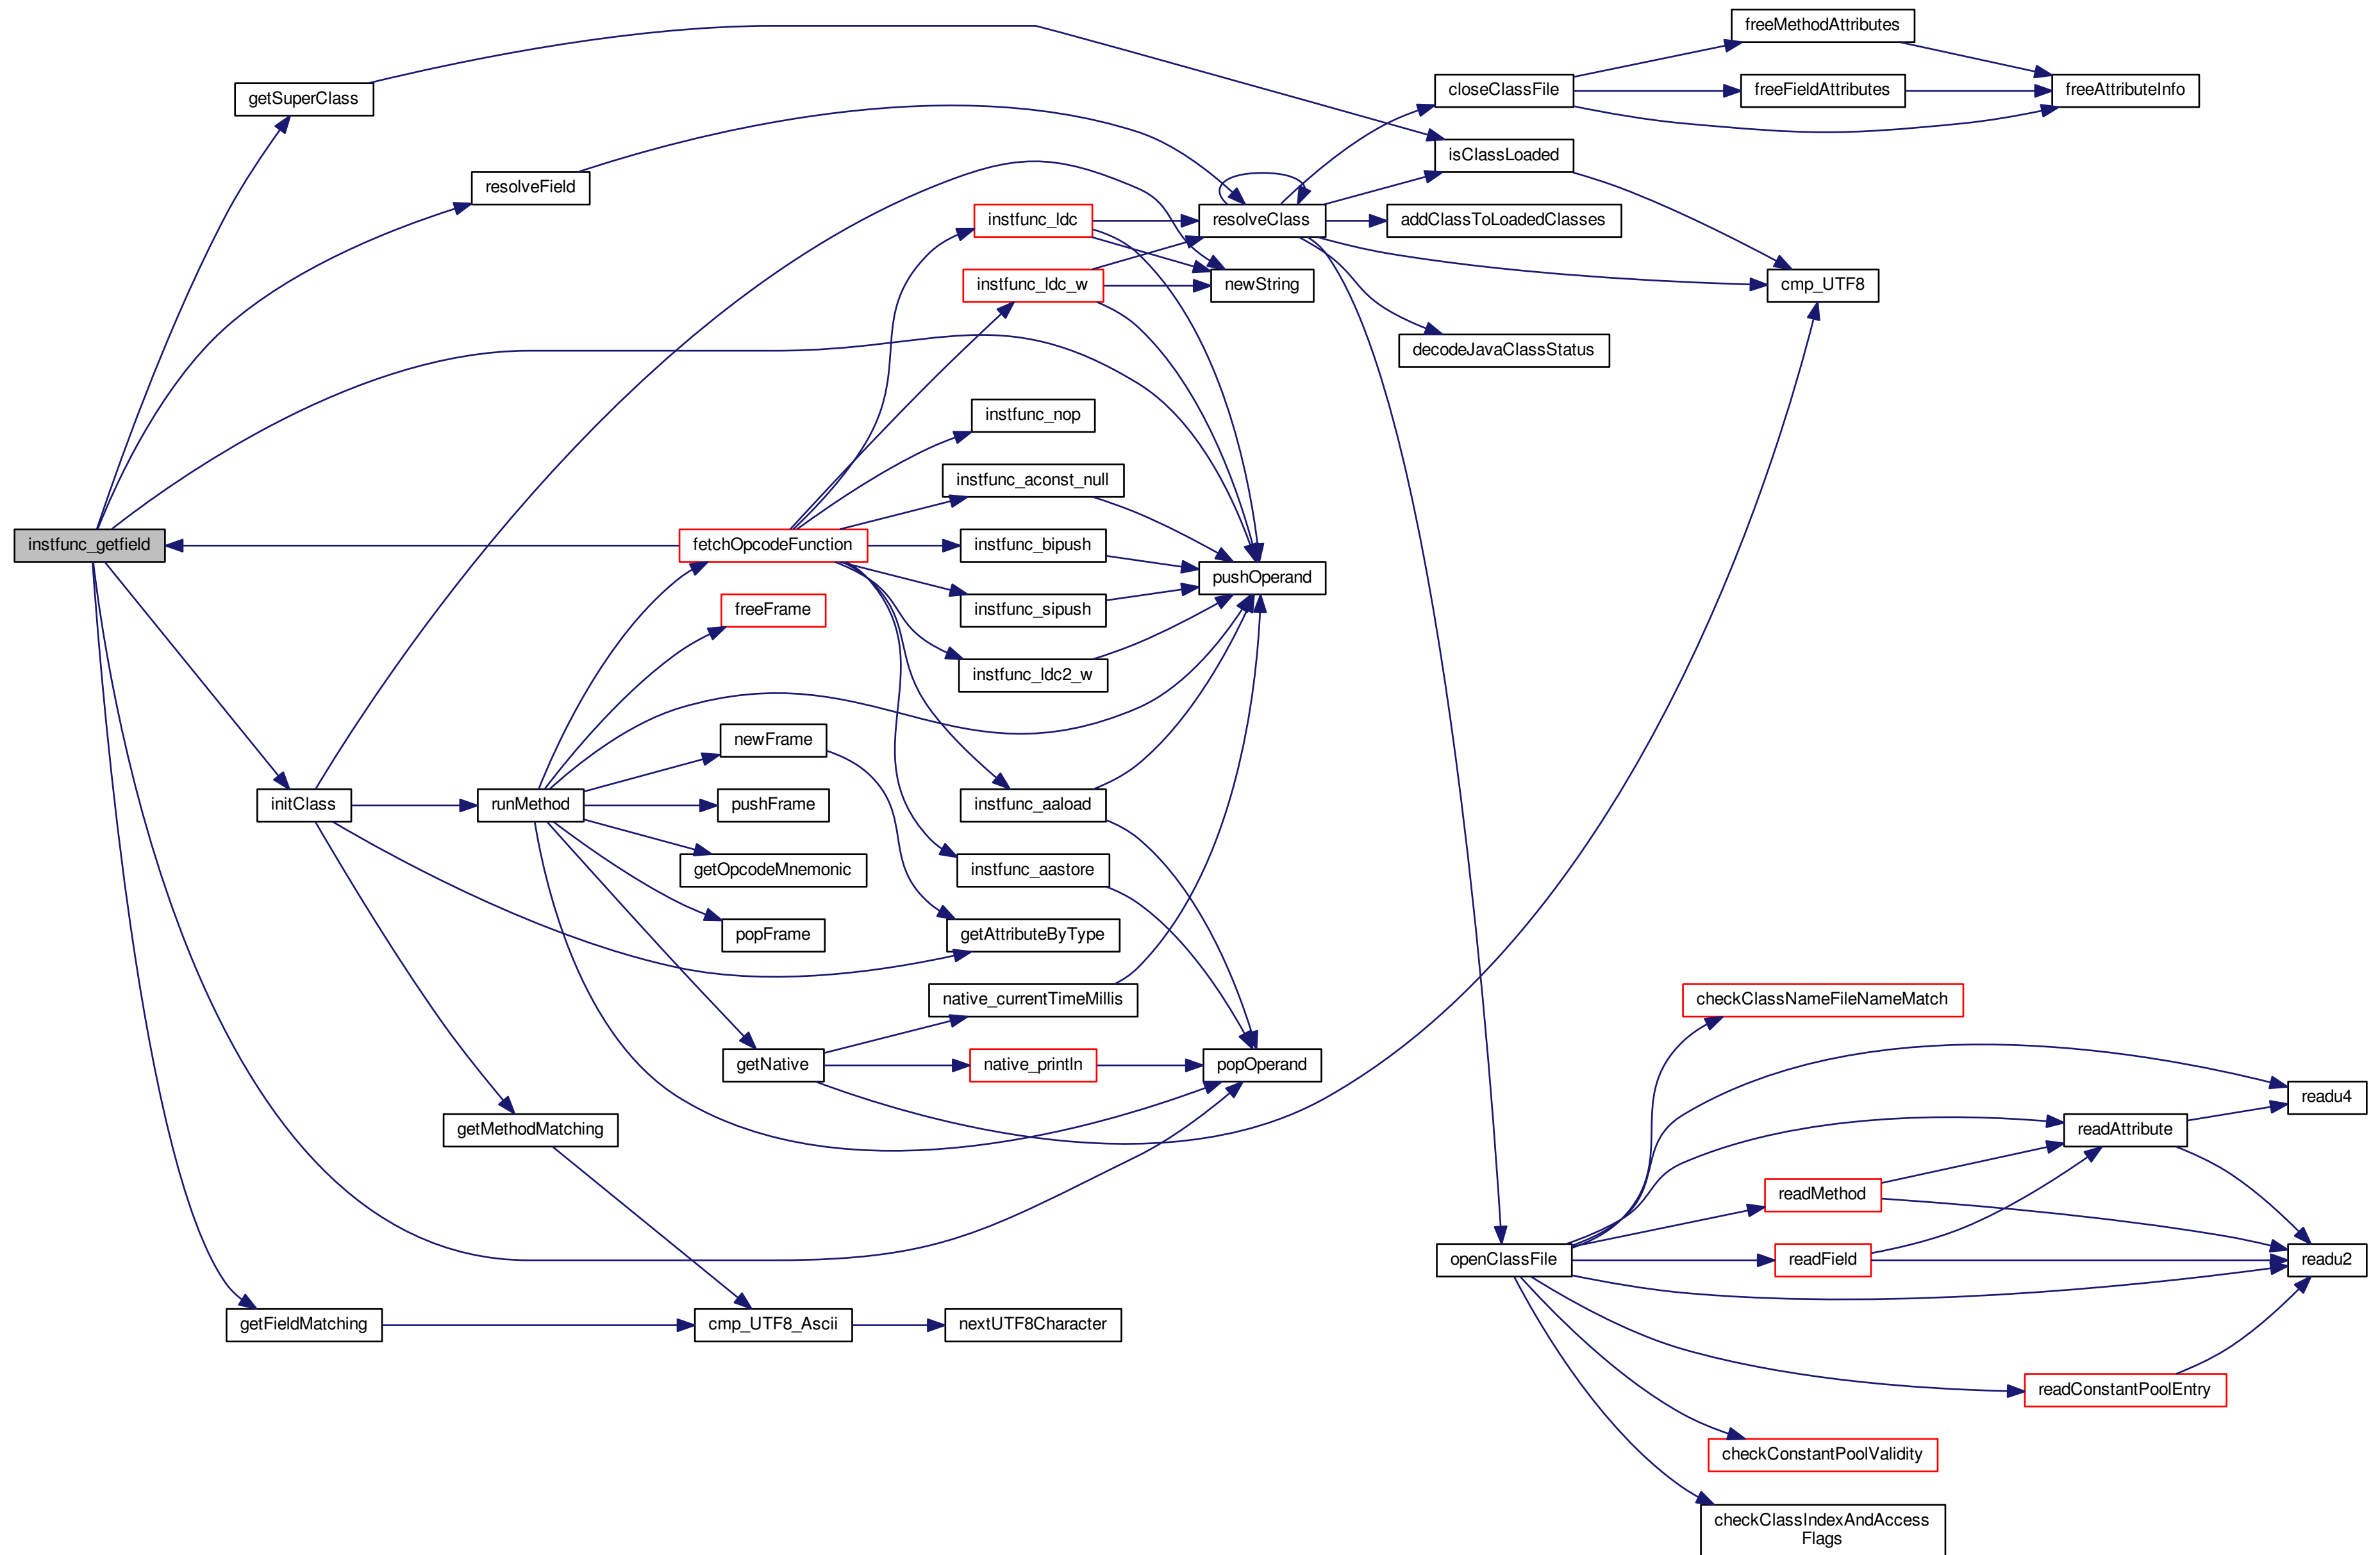 freeMethodAttributes
getSuperClass
closeClassFile
freeFieldAttributes
freeAttributeInfo
isClassLoaded
resolveField
instfunc_ldc
resolveClass
addClassToLoadedClasses
instfunc_ldc_w
newString
cmp_UTF8
decodeJavaClassStatus
instfunc_nop
instfunc_aconst_null
instfunc_getfield
fetchOpcodeFunction
instfunc_bipush
pushOperand
freeFrame
instfunc_sipush
instfunc_ldc2_w
newFrame
initClass
runMethod
pushFrame
instfunc_aaload
getOpcodeMnemonic
instfunc_aastore
popFrame
getAttributeByType
native_currentTimeMillis
checkClassNameFileNameMatch
getNative
native_println
popOperand
readu4
getMethodMatching
readAttribute
readMethod
openClassFile
readField
readu2
getFieldMatching
cmp_UTF8_Ascii
nextUTF8Character
readConstantPoolEntry
checkConstantPoolValidity
checkClassIndexAndAccess
Flags